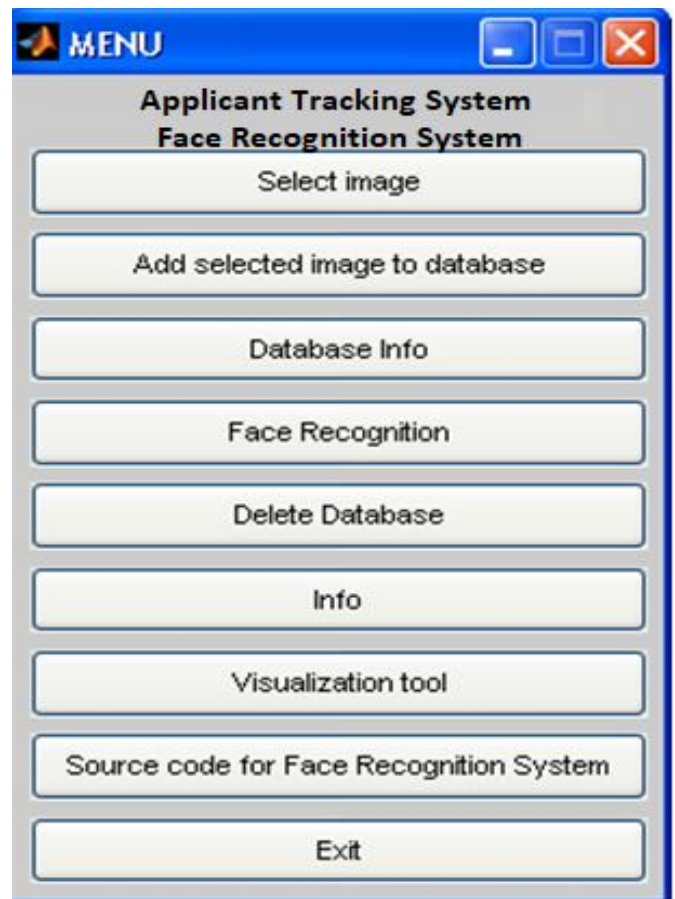 MENU
Applicant Tracking System
Face Recognition System
Select image
Add selected image to database
Database Info
Face Recognition
Delete Database
Info
Visualization tool
Source code for Face Recognition System
Exit